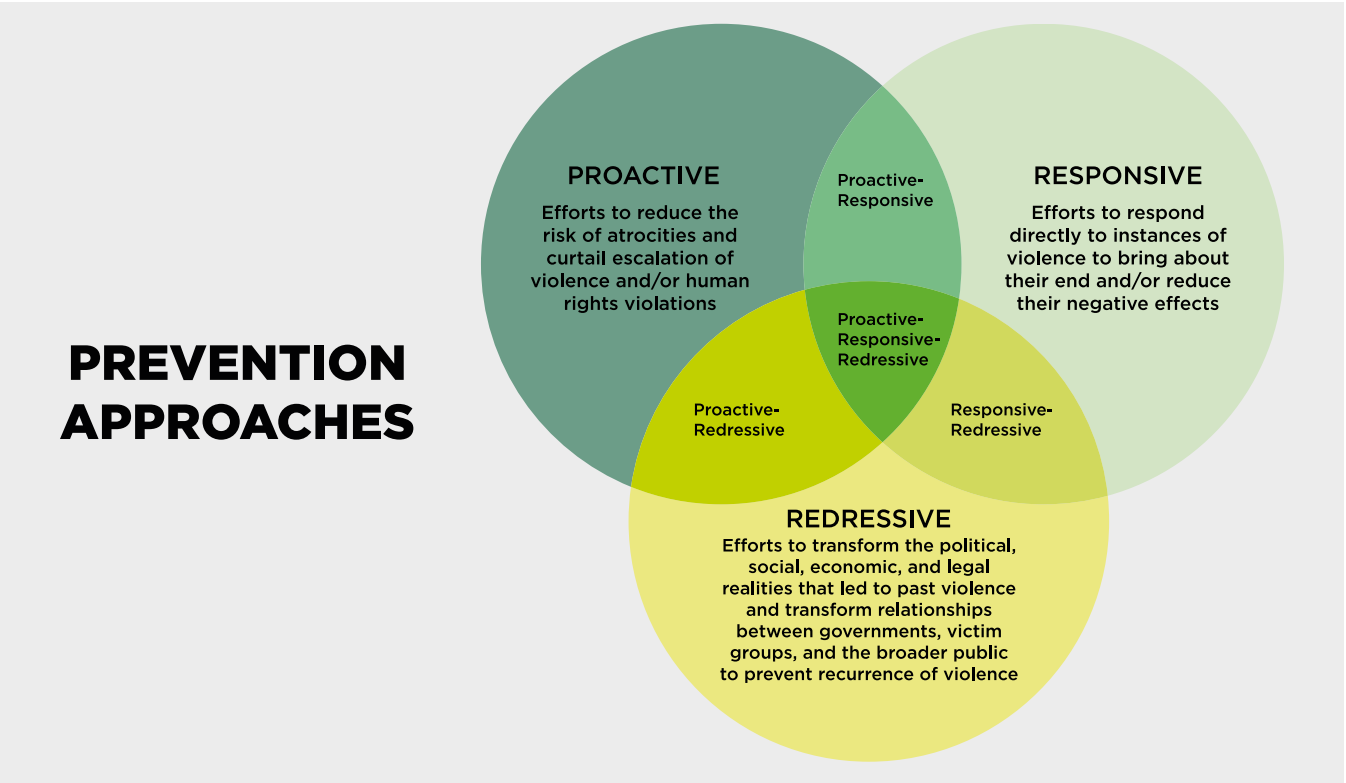 PREVENTION
APPROACHES
PROACTIVE
Efforts to reduce the
risk of atrocities and
curtail escalation of
violence and/or human
rights violations
Proactive-
Responsive
RESPONSIVE
Efforts to respond
directly to instances of
violence to bring about
their end and/or reduce
their negative effects
Proactive-
Responsive-
Redressive
Proactive-
Redressive
Responsive-
Redressive
REDRESSIVE
Efforts to transform the political,
social, economic, and legal
realities that led to past violence
and transform relationships
between governments, victim
groups, and the broader public
to prevent recurrence of violence